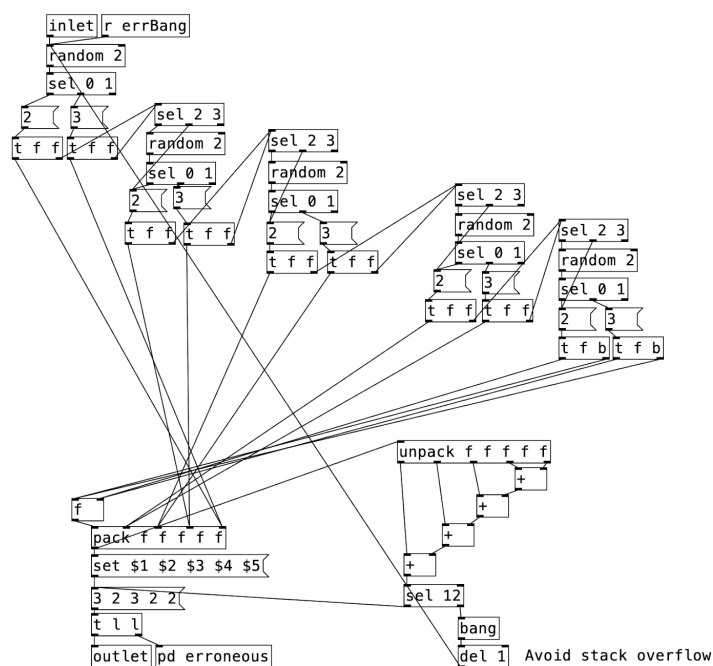 inlet
r errBang
random 2
sel 0 1
2
3
t f f
t f f
sel 2 3
random 2
sel 0 1
2
3
t f f
t f f
sel 2 3
random 2
sel 0 1
2
3
t f f
t f f
sel 2 3
random 2
sel 0 1
2
3
t f f
t f f
sel 2 3
random 2
sel 0 1
2
3
t f b
t f b
unpack f f f f f
+
+
+
+
f
pack f f f f f
set $1 $2 $3 $4 $5
3 2 3 2 2
t l l
outlet
pd erroneous
sel 12
bang
del 1
Avoid stack overflow